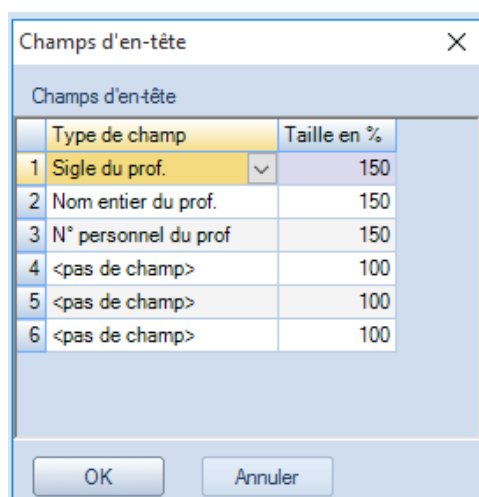 Champs d'en-tête
Champs d'en-tête
Type de champ Taille en %
1 Sigle du prof. 150
2 Nom entier du prof. 150
3 N° personnel du prof 150
4 <pas de champ> 100
5 <pas de champ> 100
6 <pas de champ> 100
OK Annuler